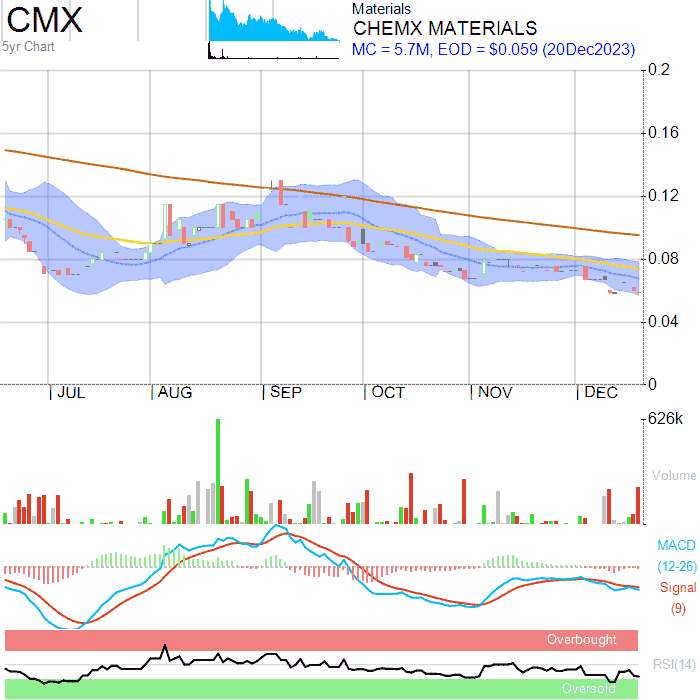 CMX
5yr Chart
Materials
CHEMX MATERIALS
MC = 5.7M, EOD = $0.059 (20Dec2023)
0.2
0.16
0.12
0.08
0.04
0
JUL AUG SEP OCT NOV DEC
626k
Volume
MACD
(12-26)
Signal
(9)
Overbought
RSI(14)
Oversoid